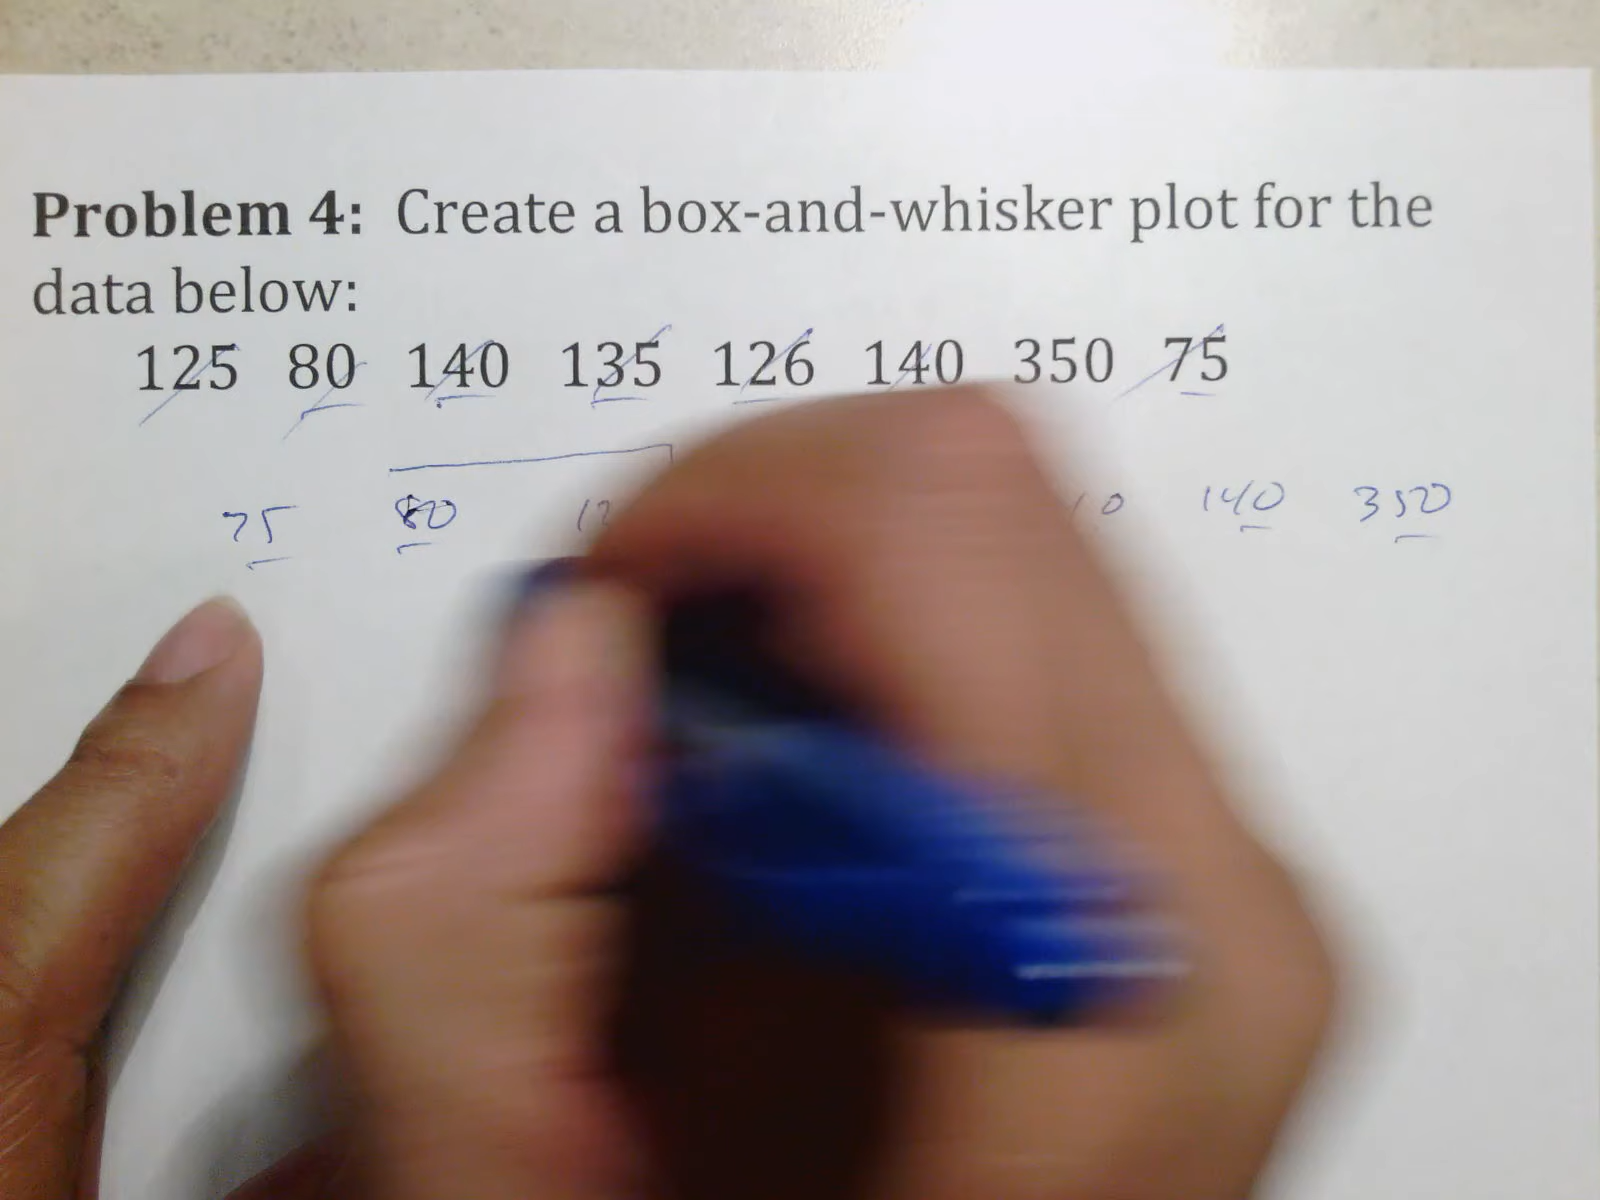 Problem 4: Create a box-and-whisker plot for the
data below:
125 80 140 135 126 140 350 75
75 80 140 350